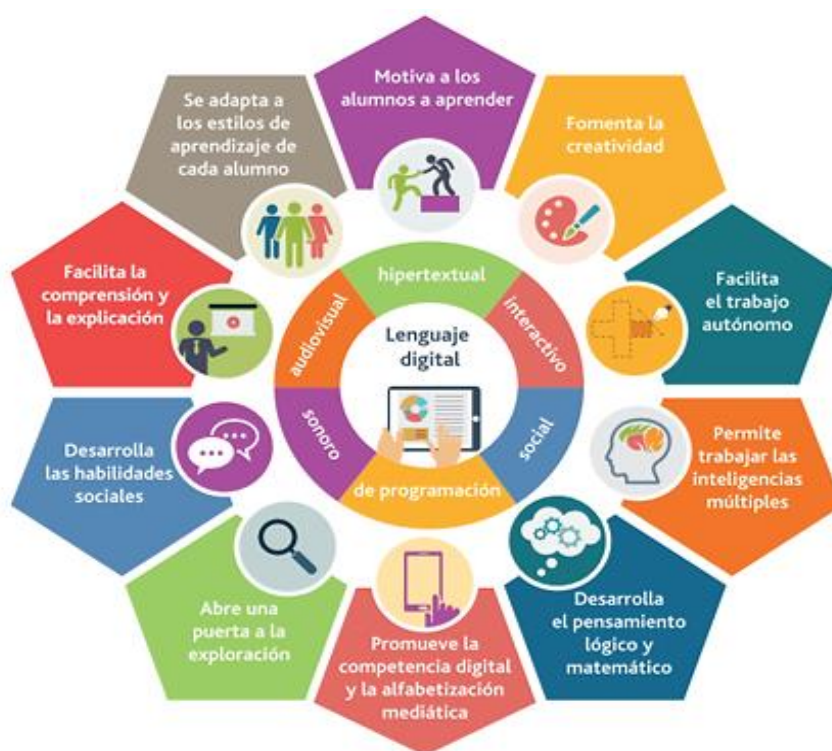 Motiva a los
alumnos a aprender
Fomenta la
creatividad
Facilita
el trabajo
autónomo
Permite
trabajar las
inteligencias
múltiples
Desarrolla
el pensamiento
lógico y
matemático
Promueve la
competencia digital
y la alfabetización
mediática
Abre una
puerta a la
exploración
Desarrolla
las habilidades
sociales
Facilita la
comprensión y
la explicación
Se adapta a
los estilos de
aprendizaje de
cada alumno
hipertextual
interactivo
social
de programación
sonoro
audiovisual
Lenguaje
digital